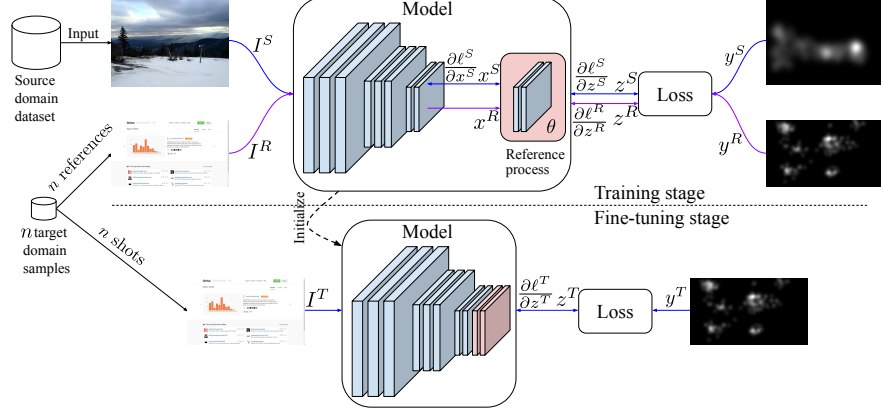 Input
Source
domain
dataset
I^S
I^R
Model
∂ℓ^S/∂x^S x^S
x^R
θ
Reference
process
∂ℓ^S/∂z^S z^S
∂ℓ^R/∂z^R z^R
Loss
y^S
y^R
n references
n target
domain
samples
n shots
Training stage
Fine-tuning stage
Initialize
Model
I^T
∂ℓ^T/∂z^T z^T
Loss
y^T